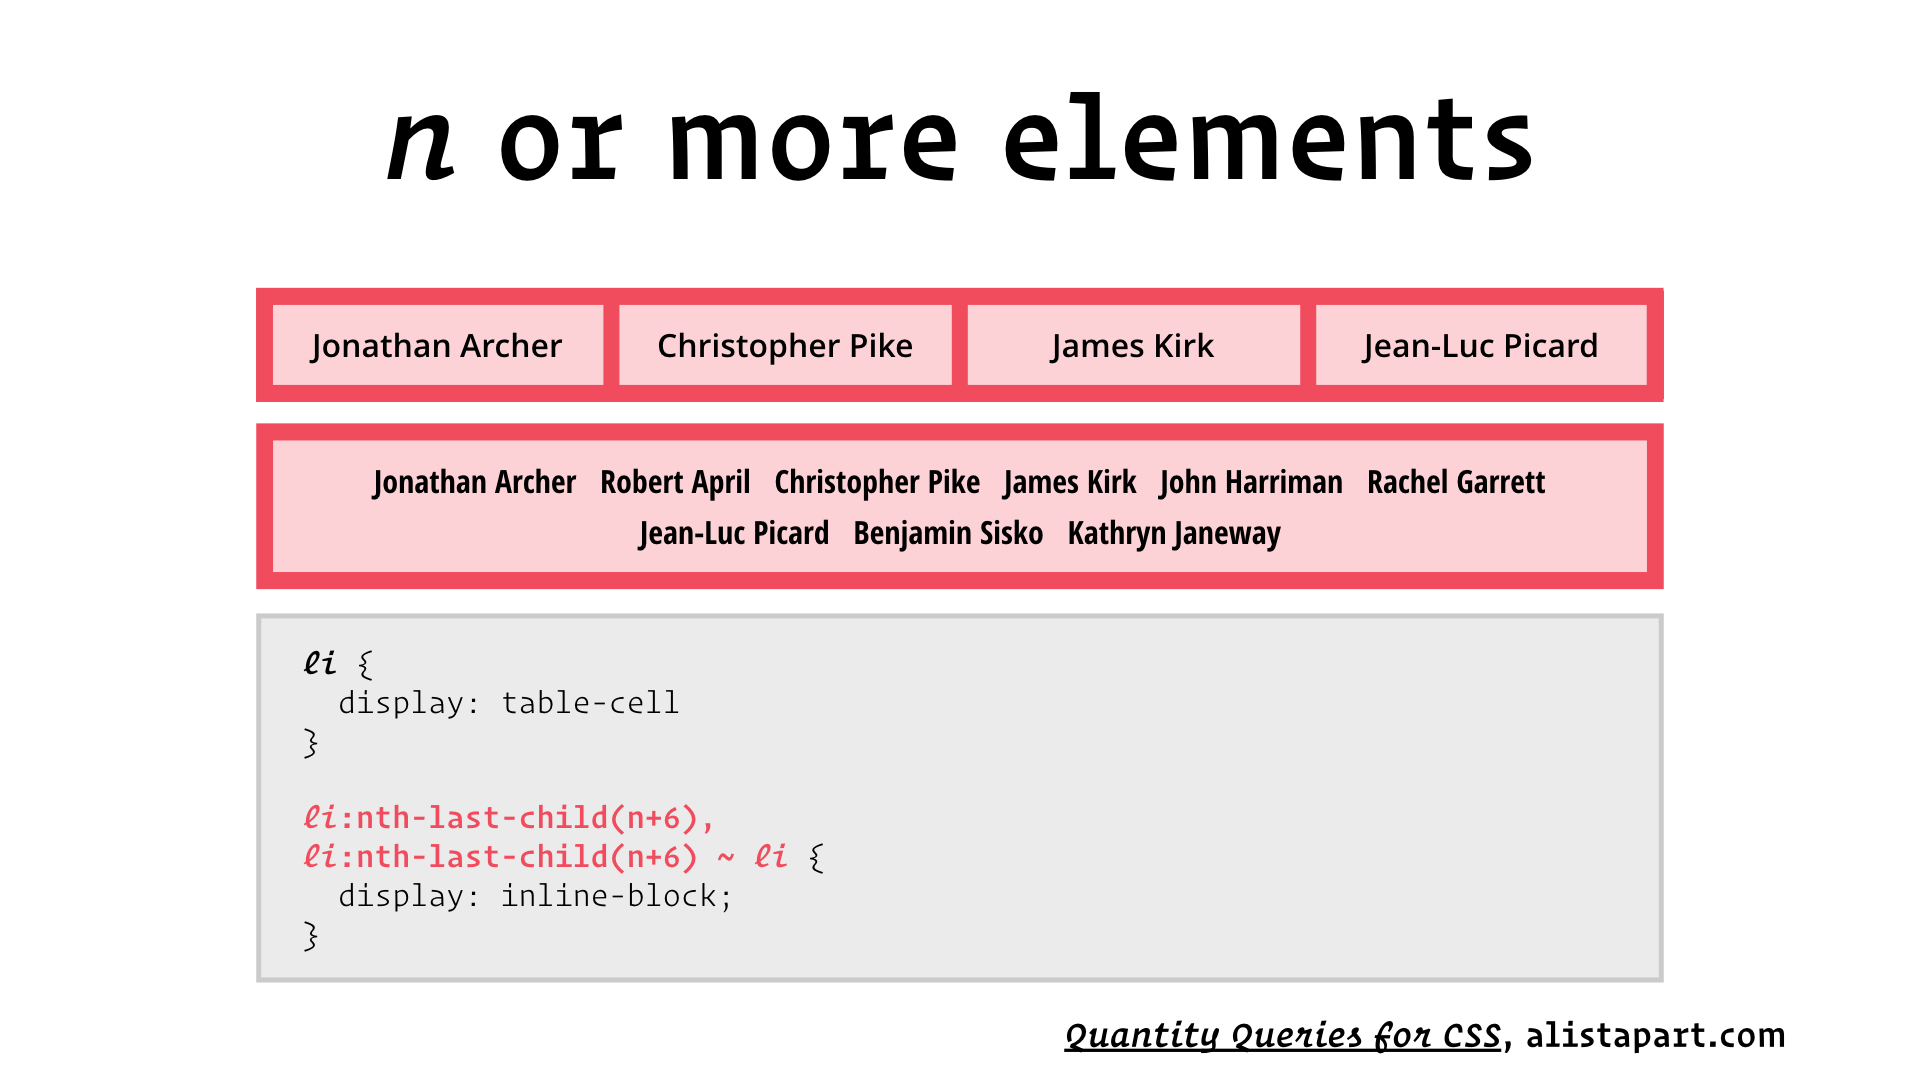 n or more elements
Jonathan Archer Christopher Pike James Kirk Jean-Luc Picard
Jonathan Archer Robert April Christopher Pike James Kirk John Harriman Rachel Garrett
Jean-Luc Picard Benjamin Sisko Kathryn Janeway
li {
  display: table-cell
}
li:nth-last-child(n+6),
li:nth-last-child(n+6) ~ li {
  display: inline-block;
}
Quantity Queries for CSS, alistapart.com